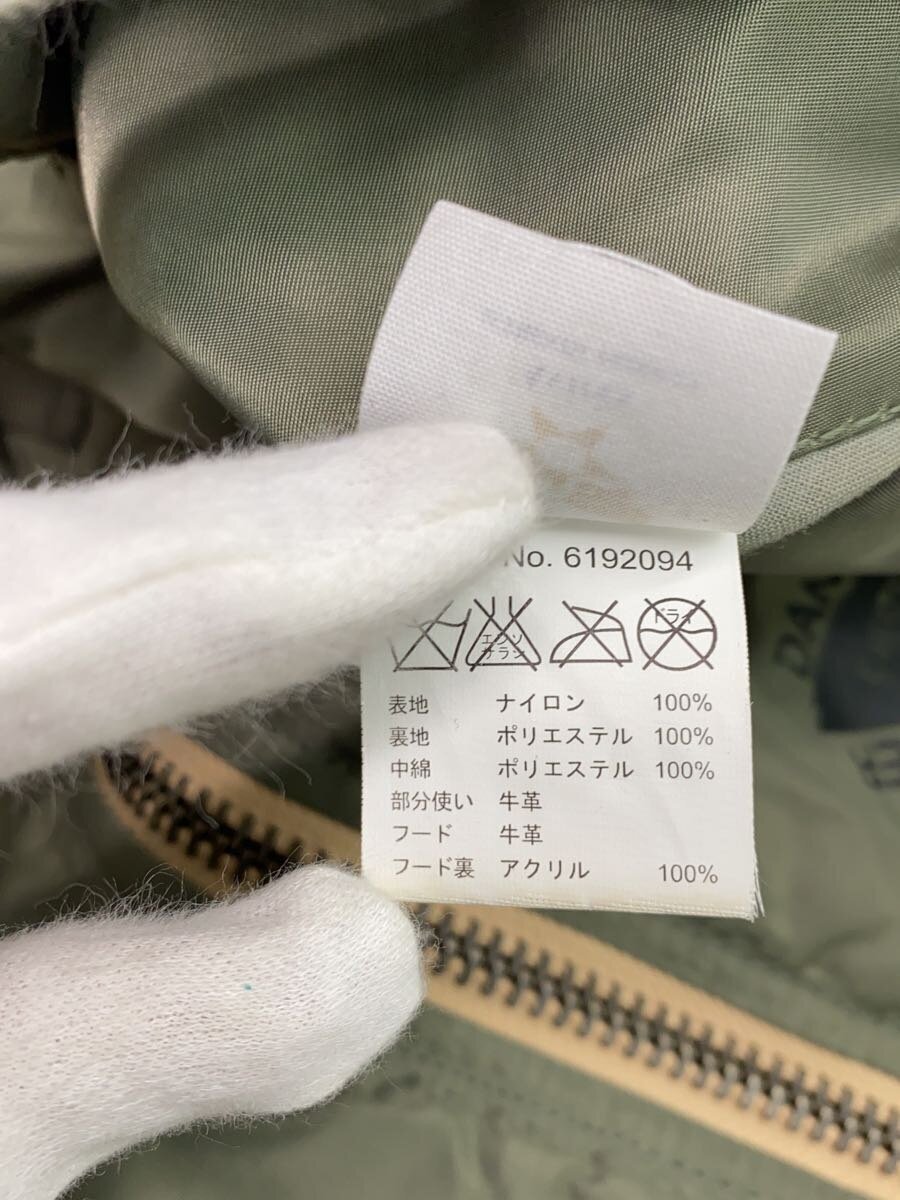 No. 6192094
エンソ
サラシ
ドライ
表地 ナイロン 100%
裏地 ポリエステル 100%
中綿 ポリエステル 100%
部分使い 牛革
フード 牛革
フード裏 アクリル 100%
DAK